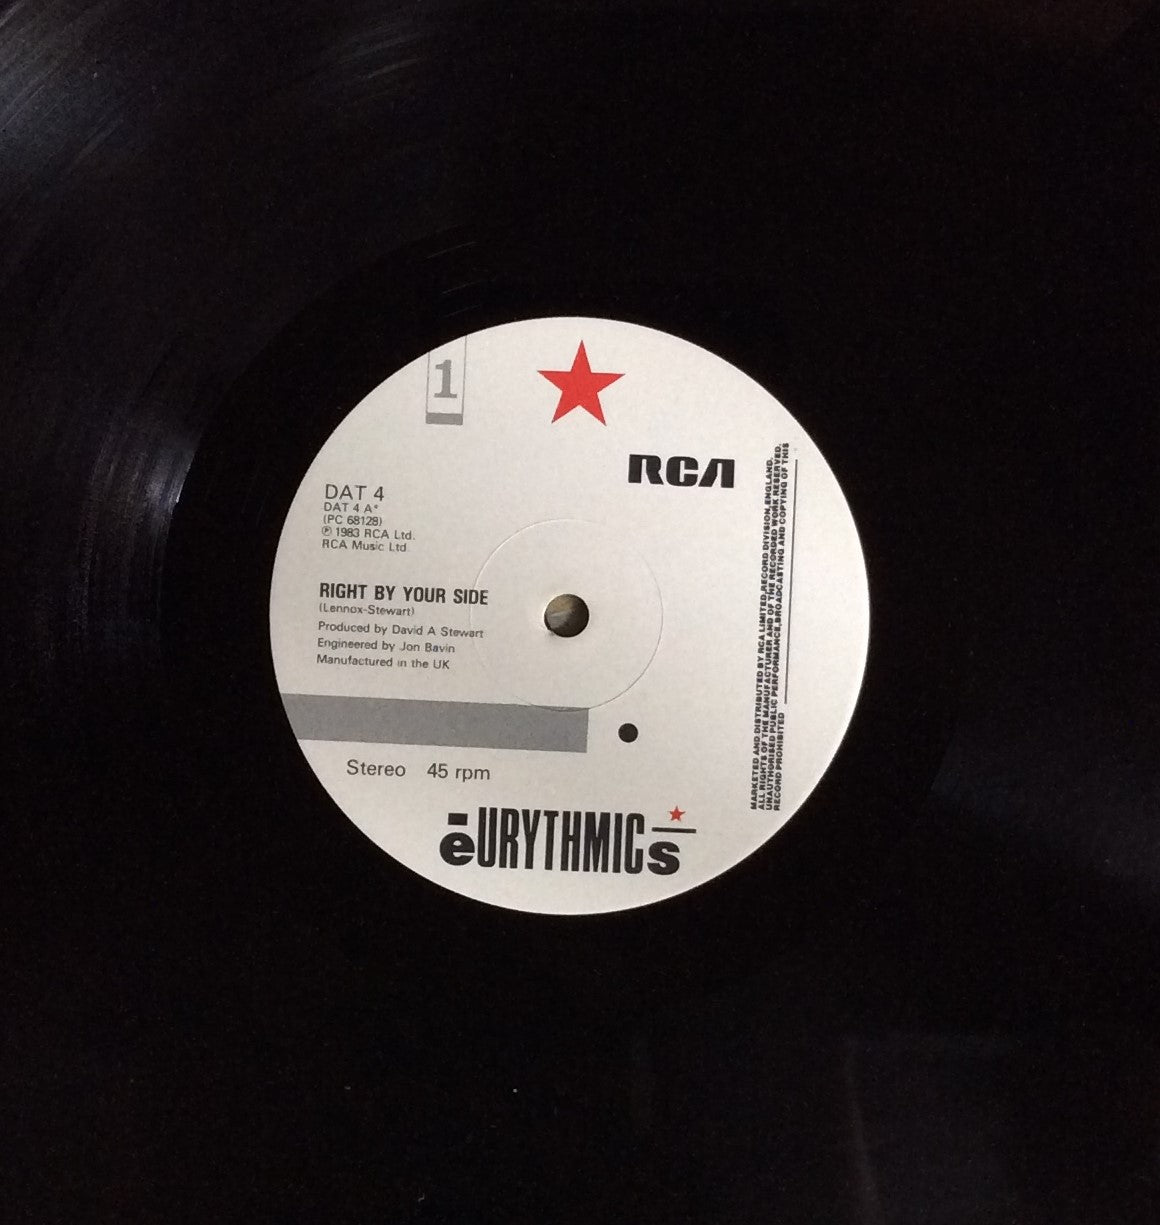 1
RCA
DAT 4
DAT 4 A*
(PC 68128)
℗ 1983 RCA Ltd.
RCA Music Ltd.
RIGHT BY YOUR SIDE
(Lennox-Stewart)
Produced by David A Stewart
Engineered by Jon Bavin
Manufactured in the UK
Stereo 45 rpm
eURYTHMICs
MARKETED AND DISTRIBUTED BY RCA LIMITED,RECORD DIVISION,ENGLAND.
ALL RIGHTS OF THE MANUFACTURER AND OF THE RECORDED WORK RESERVED.
UNAUTHORISED PUBLIC PERFORMANCE,BROADCASTING AND COPYING OF THIS
RECORD PROHIBITED